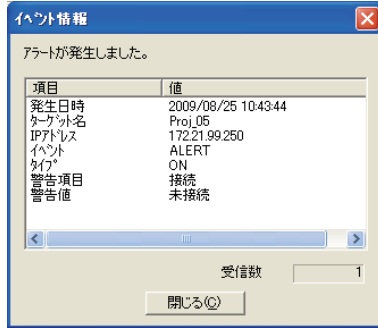 イベント情報
アラートが発生しました。
項目 値
発生日時 2009/08/25 10:43:44
ターゲット名 Proj_05
IPアドレス 172.21.99.250
イベント ALERT
タイプ ON
警告項目 接続
警告値 未接続
受信数 1
閉じる(C)